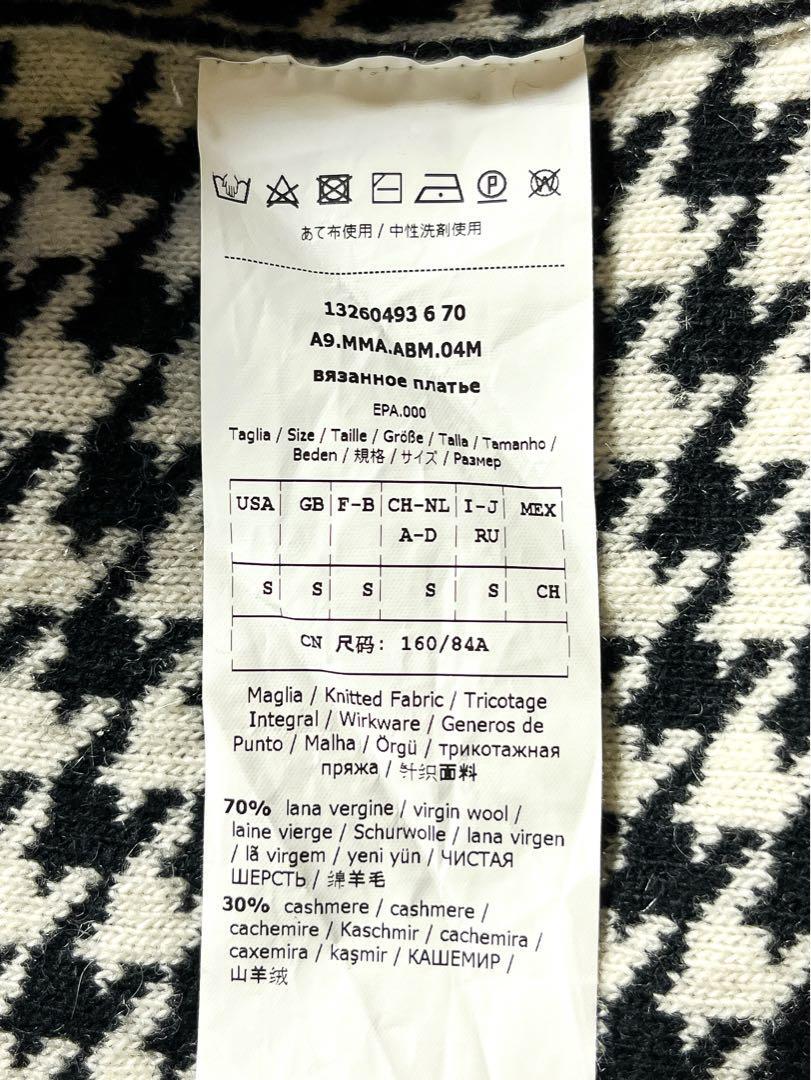 P
W
あて布使用 / 中性洗剤使用
13260493 6 70
A9.MMA.ABM.04M
вязанное платье
EPA.000
Taglia / Size / Taille / Größe / Talla / Tamanho /
Beden / 規格 / サイズ / Размер
USA GB F-B CH-NL I-J MEX
A-D RU
S S S S S CH
CN 尺码: 160/84A
Maglia / Knitted Fabric / Tricotage
Integral / Wirkware / Generos de
Punto / Malha / Örgü / трикотажная
пряжа / 针织面料
70% lana vergine / virgin wool /
laine vierge / Schurwolle / lana virgen
/ lã virgem / yeni yün / ЧИСТАЯ
ШЕРСТЬ / 绵羊毛
30% cashmere / cashmere /
cachemire / Kaschmir / cachemira /
caxemira / kaşmir / КАШЕМИР /
山羊绒